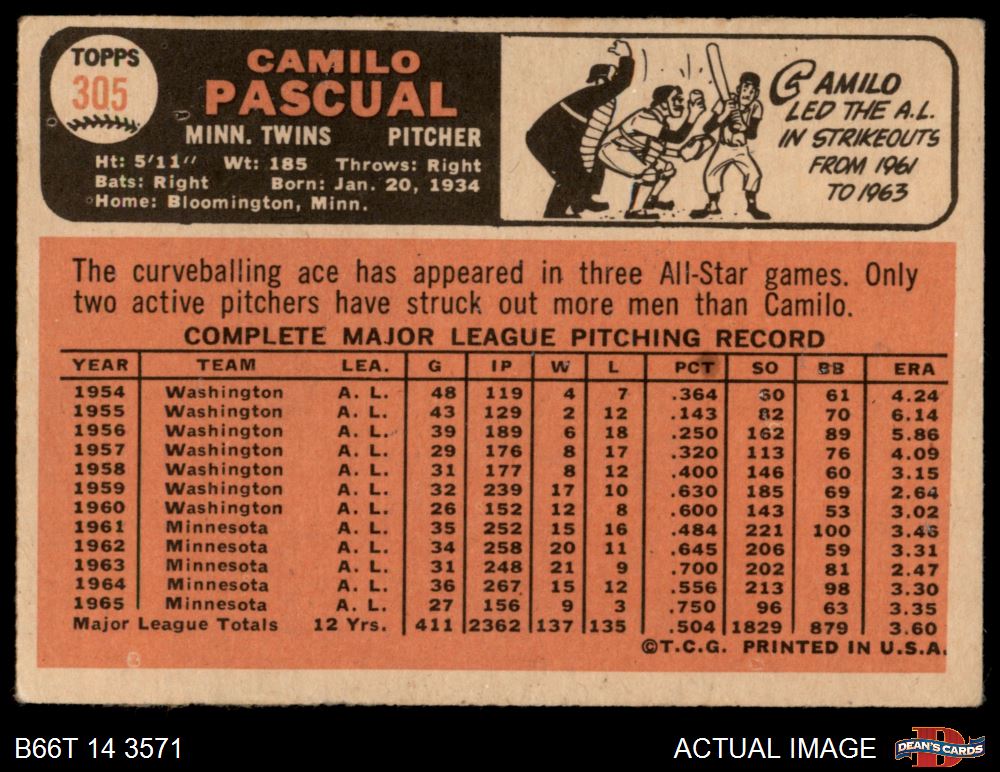 TOPPS
305
CAMILO
PASCUAL
MINN. TWINS PITCHER
Ht: 5'11" Wt: 185 Throws: Right
Bats: Right Born: Jan. 20, 1934
Home: Bloomington, Minn.
CAMILO
LED THE A.L.
IN STRIKEOUTS
FROM 1961
TO 1963
The curveballing ace has appeared in three All-Star games. Only
two active pitchers have struck out more men than Camilo.
COMPLETE MAJOR LEAGUE PITCHING RECORD
YEAR TEAM LEA. G IP W L PCT SO BB ERA
1954 Washington A. L. 48 119 4 7 .364 60 61 4.24
1955 Washington A. L. 43 129 2 12 .143 82 70 6.14
1956 Washington A. L. 39 189 6 18 .250 162 89 5.86
1957 Washington A. L. 29 176 8 17 .320 113 76 4.09
1958 Washington A. L. 31 177 8 12 .400 146 60 3.15
1959 Washington A. L. 32 239 17 10 .630 185 69 2.64
1960 Washington A. L. 26 152 12 8 .600 143 53 3.02
1961 Minnesota A. L. 35 252 15 16 .484 221 100 3.46
1962 Minnesota A. L. 34 258 20 11 .645 206 59 3.31
1963 Minnesota A. L. 31 248 21 9 .700 202 81 2.47
1964 Minnesota A. L. 36 267 15 12 .556 213 98 3.30
1965 Minnesota A. L. 27 156 9 3 .750 96 63 3.35
Major League Totals 12 Yrs. 411 2362 137 135 .504 1829 879 3.60
©T.C.G. PRINTED IN U.S.A.
B66T 14 3571
ACTUAL IMAGE
DEAN'S CARDS